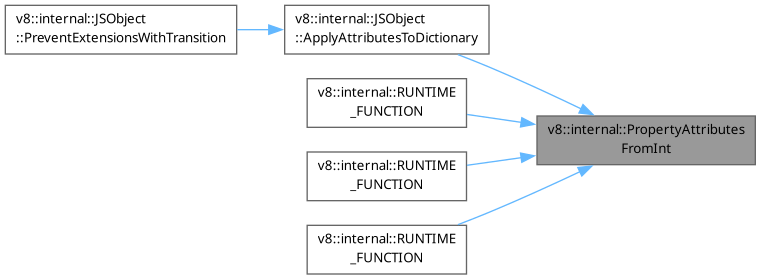 v8::internal::JSObject
::PreventExtensionsWithTransition
v8::internal::JSObject
::ApplyAttributesToDictionary
v8::internal::RUNTIME
_FUNCTION
v8::internal::RUNTIME
_FUNCTION
v8::internal::RUNTIME
_FUNCTION
v8::internal::PropertyAttributes
FromInt